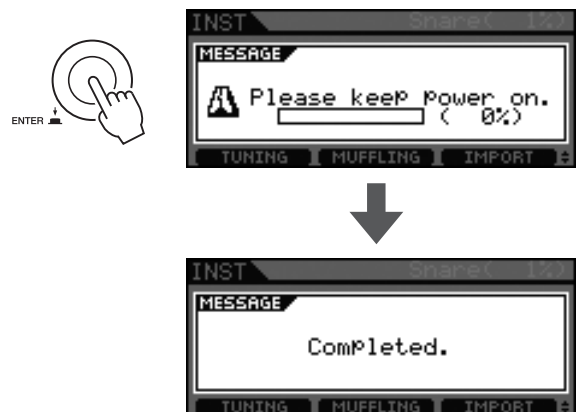 INST Snare( 1%)
MESSAGE
Please keep power on.
( 0%)
TUNING MUFFLING IMPORT
ENTER
INST Snare( 1%)
MESSAGE
Completed.
TUNING MUFFLING IMPORT